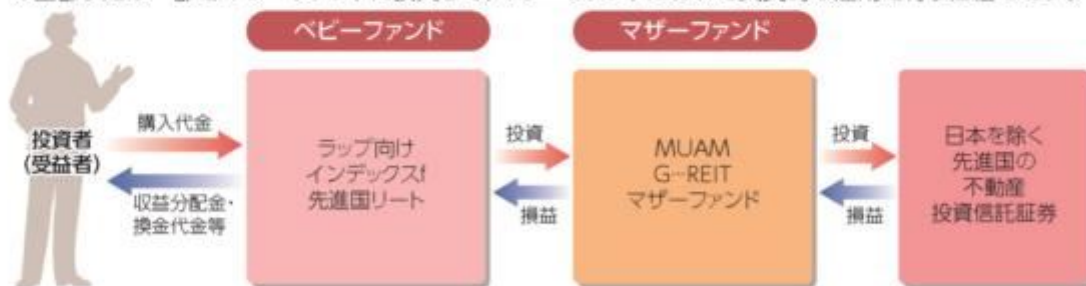 ベビーファンド
マザーファンド
投資者
(受益者)
購入代金
収益分配金・
換金代金等
ラップ向け
インデックスf
先進国リート
投資
損益
MUAM
G-REIT
マザーファンド
投資
損益
日本を除く
先進国の
不動産
投資信託証券